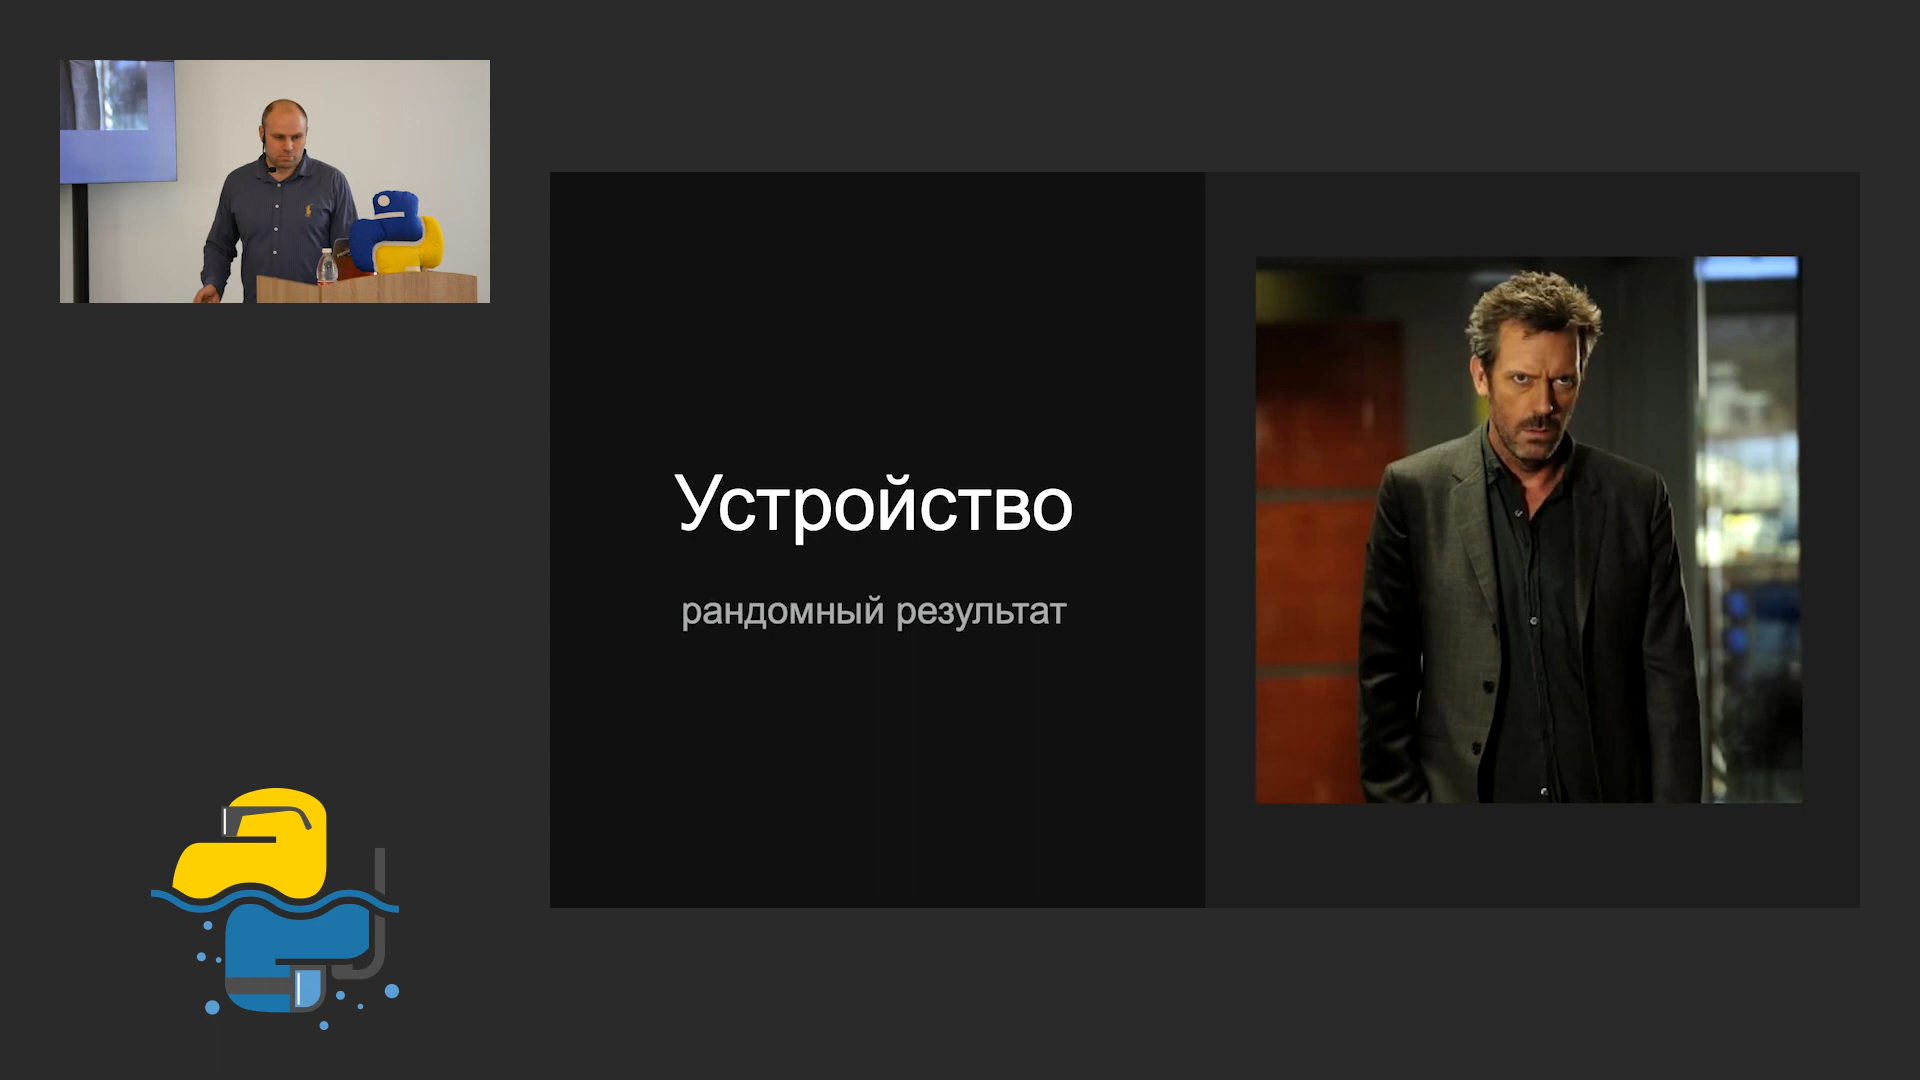 Устройство
рандомный результат